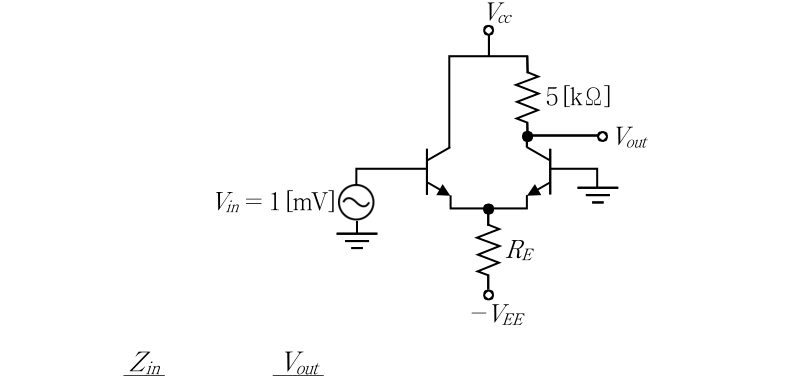 Vcc
5[kΩ]
Vout
Vin = 1[mV]
RE
−VEE
Zin Vout